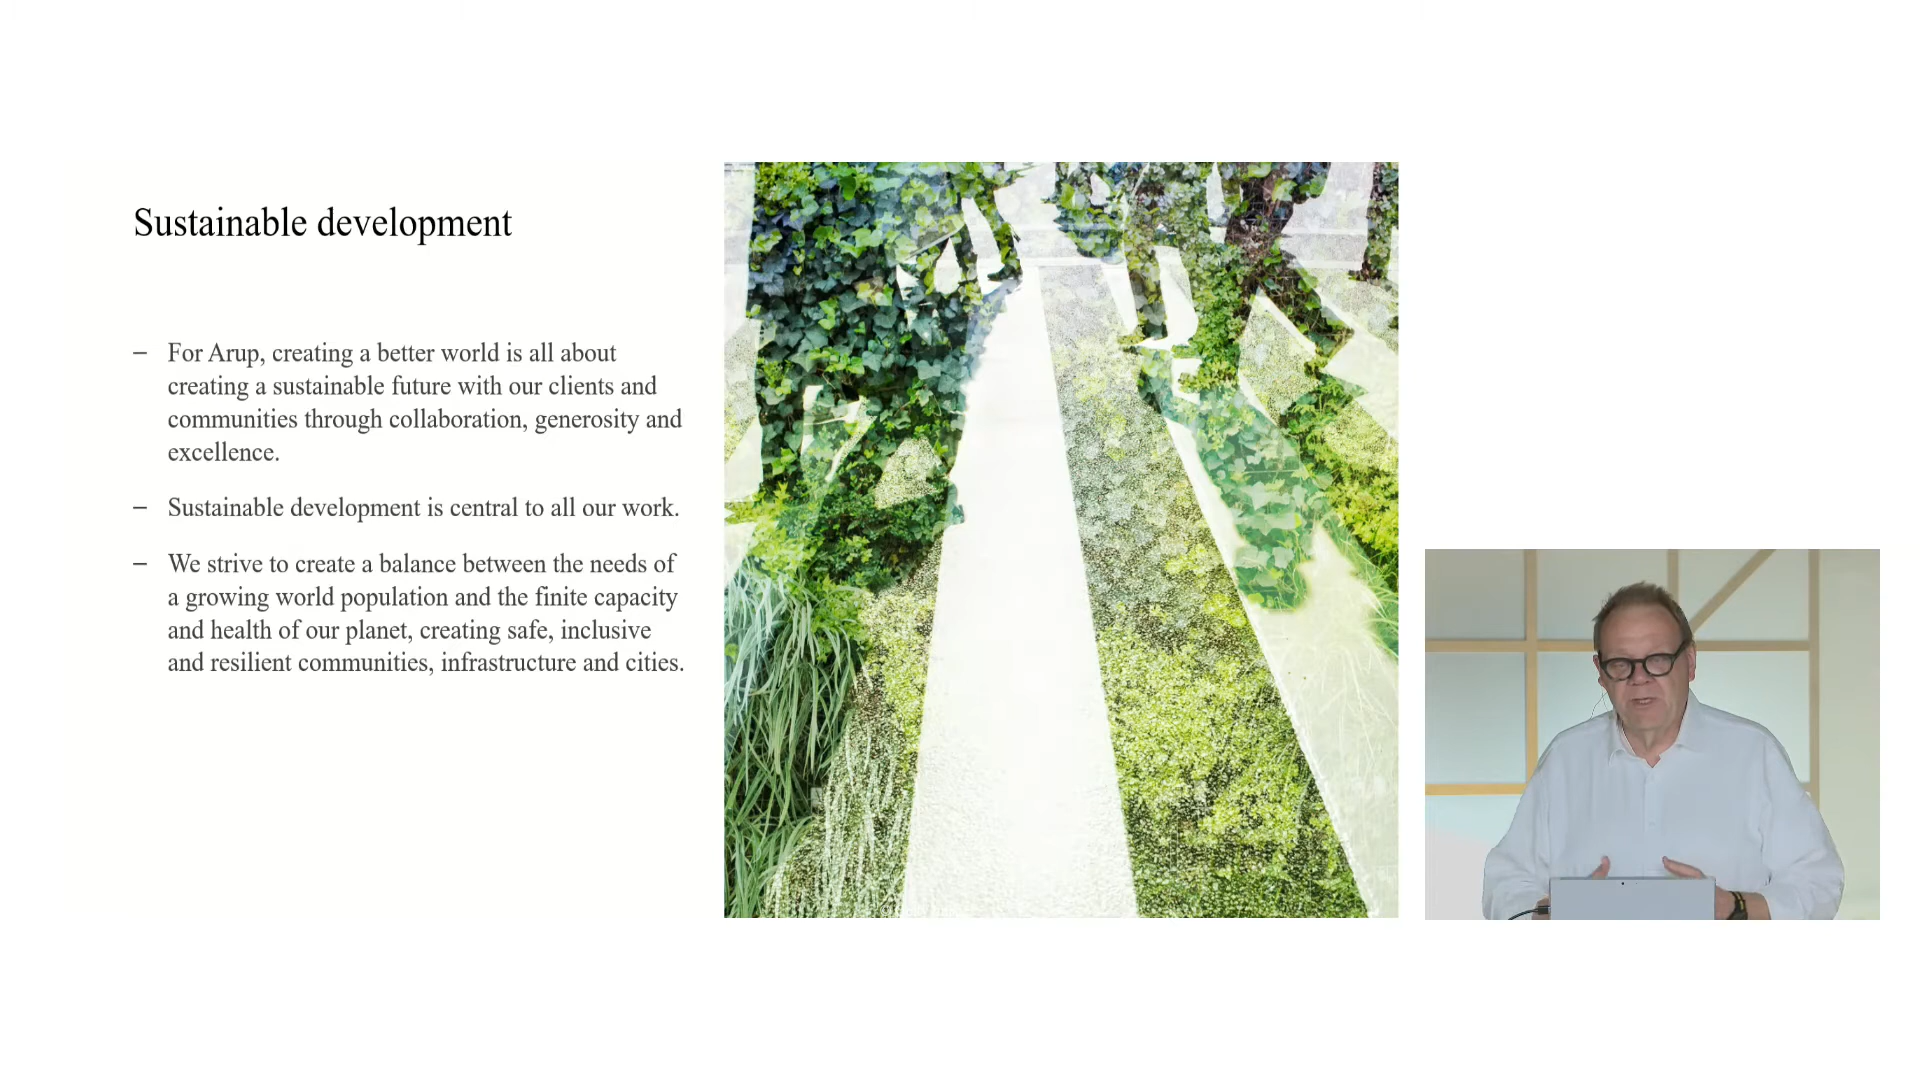 Sustainable development
– For Arup, creating a better world is all about
creating a sustainable future with our clients and
communities through collaboration, generosity and
excellence.
– Sustainable development is central to all our work.
– We strive to create a balance between the needs of
a growing world population and the finite capacity
and health of our planet, creating safe, inclusive
and resilient communities, infrastructure and cities.